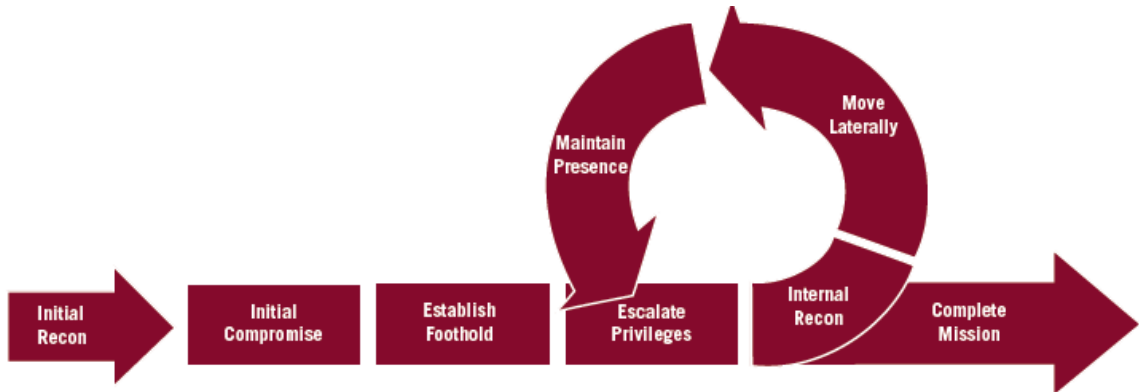 Initial
Recon
Initial
Compromise
Establish
Foothold
Escalate
Privileges
Internal
Recon
Move
Laterally
Maintain
Presence
Complete
Mission